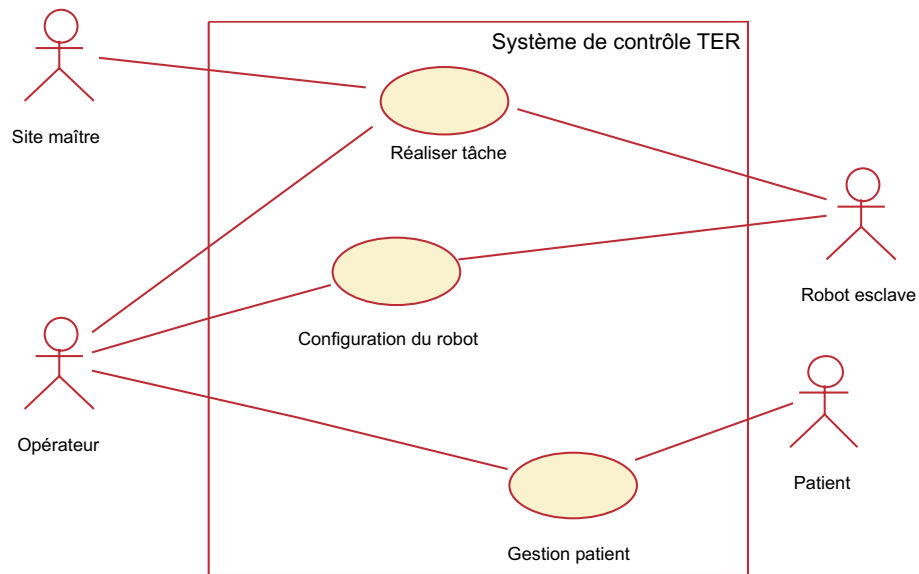 Système de contrôle TER
Site maître
Réaliser tâche
Robot esclave
Configuration du robot
Opérateur
Patient
Gestion patient